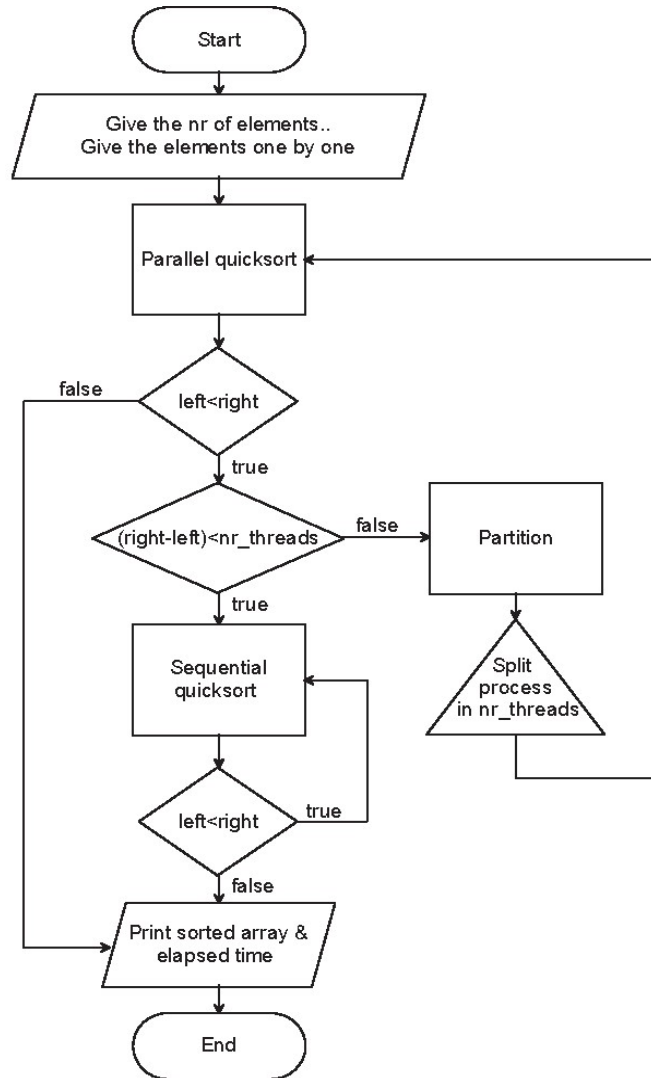 Start
Give the nr of elements..
Give the elements one by one
Parallel quicksort
false
left<right
true
(right-left)<nr_threads
false
Partition
true
Sequential
quicksort
Split
process
in nr_threads
left<right
true
false
Print sorted array &
elapsed time
End